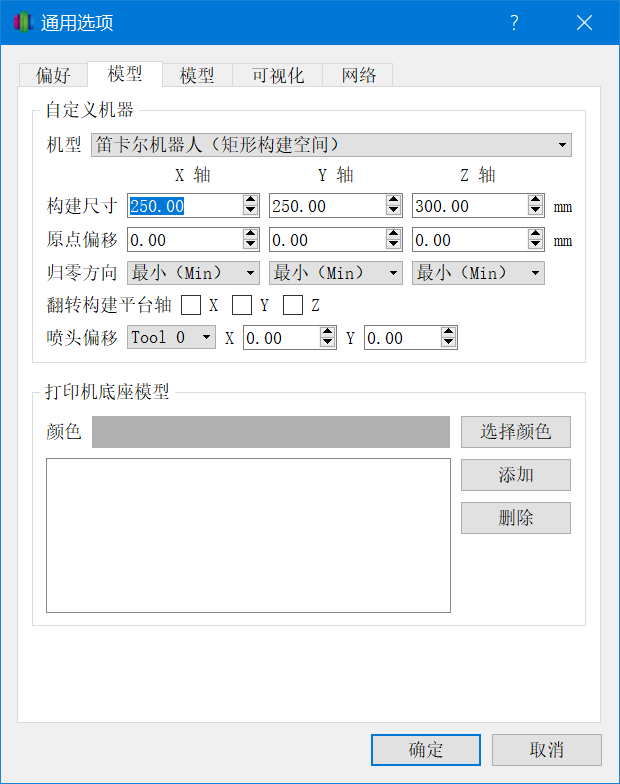 通用选项
偏好 模型 模型 可视化 网络
自定义机器
机型 笛卡尔机器人（矩形构建空间）
X 轴 Y 轴 Z 轴
构建尺寸 250.00 250.00 300.00 mm
原点偏移 0.00 0.00 0.00 mm
归零方向 最小（Min） 最小（Min） 最小（Min）
翻转构建平台轴 X Y Z
喷头偏移 Tool 0 X 0.00 Y 0.00
打印机底座模型
颜色 选择颜色
添加
删除
确定 取消